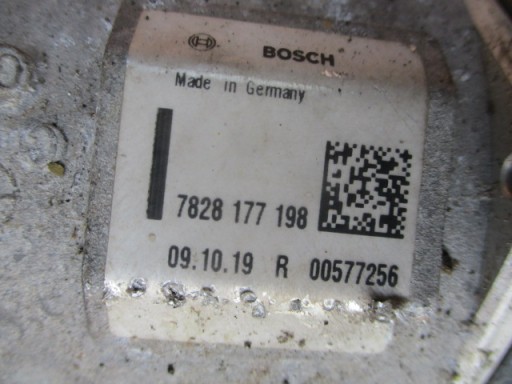 BOSCH
Made in Germany
7828 177 198
09.10.19 R 00577256